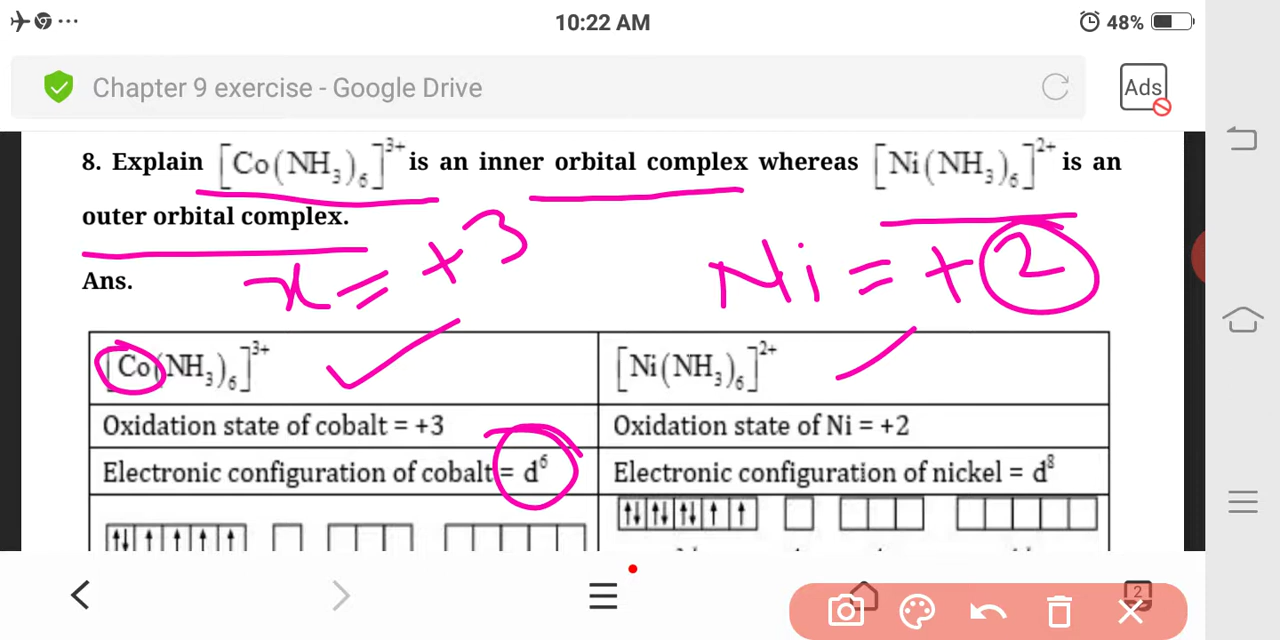 10:22 AM
48%
Chapter 9 exercise - Google Drive
Ads
8. Explain [Co(NH₃)₆]³⁺ is an inner orbital complex whereas [Ni(NH₃)₆]²⁺ is an
outer orbital complex.
x = +3
Ni = +2
Ans.
[Co(NH₃)₆]³⁺
[Ni(NH₃)₆]²⁺
Oxidation state of cobalt = +3
Oxidation state of Ni = +2
Electronic configuration of cobalt = d⁶
Electronic configuration of nickel = d⁸
2